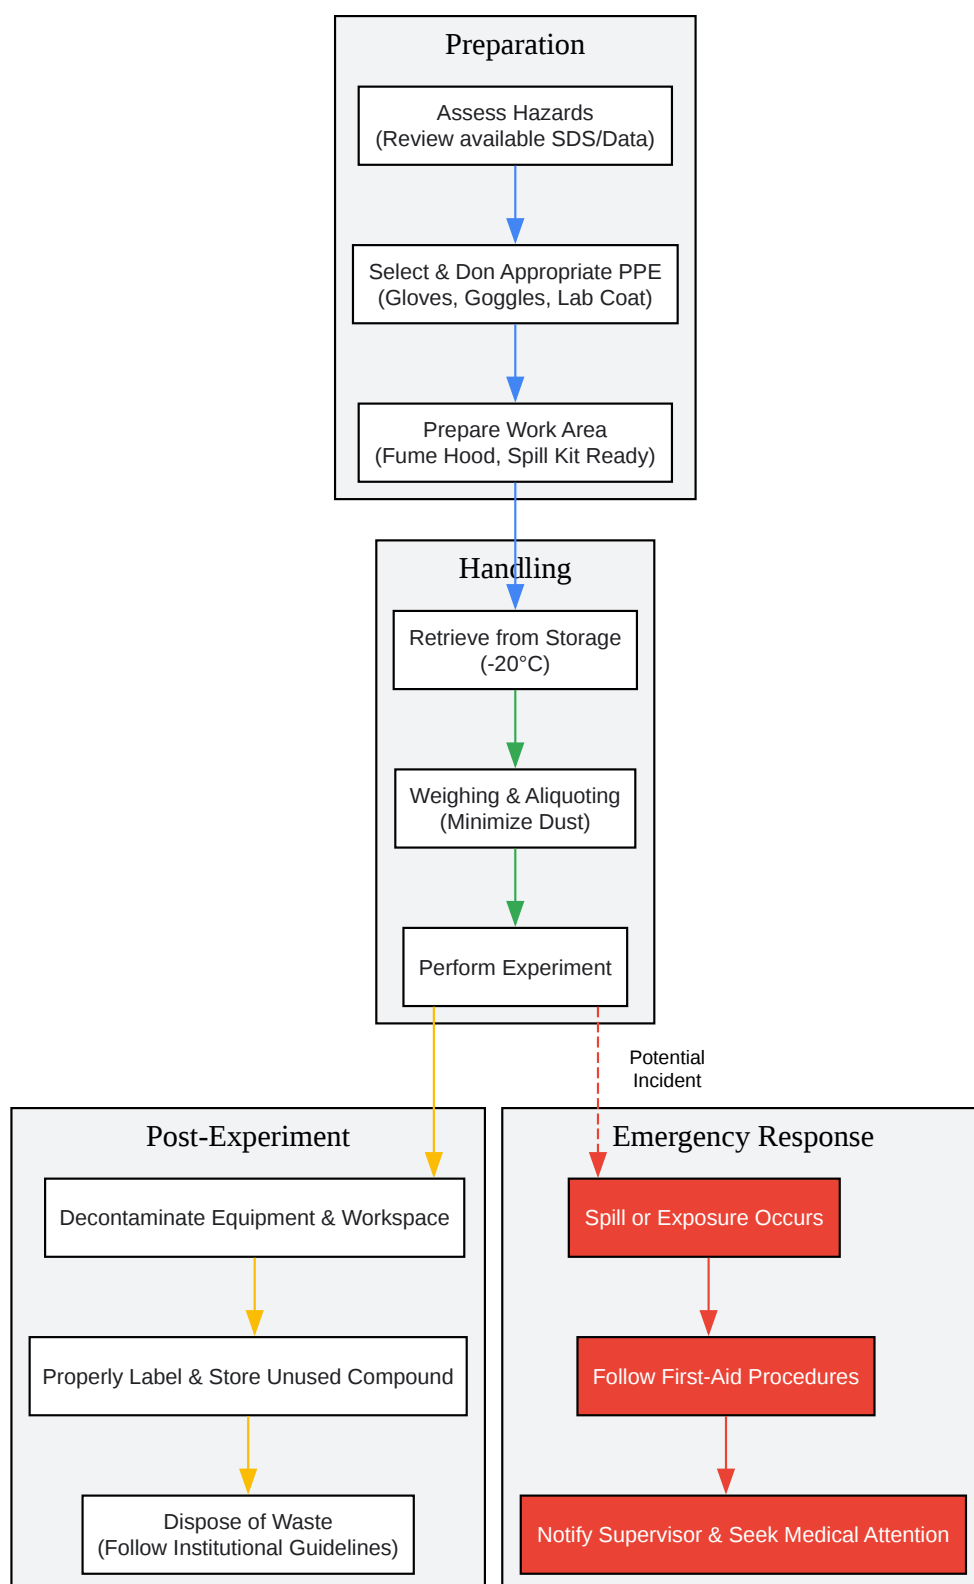 Preparation
Assess Hazards
(Review available SDS/Data)
Select & Don Appropriate PPE
(Gloves, Goggles, Lab Coat)
Prepare Work Area
(Fume Hood, Spill Kit Ready)
Handling
Retrieve from Storage
(-20°C)
Weighing & Aliquoting
(Minimize Dust)
Perform Experiment
Potential
Incident
Post-Experiment
Decontaminate Equipment & Workspace
Properly Label & Store Unused Compound
Dispose of Waste
(Follow Institutional Guidelines)
Emergency Response
Spill or Exposure Occurs
Follow First-Aid Procedures
Notify Supervisor & Seek Medical Attention